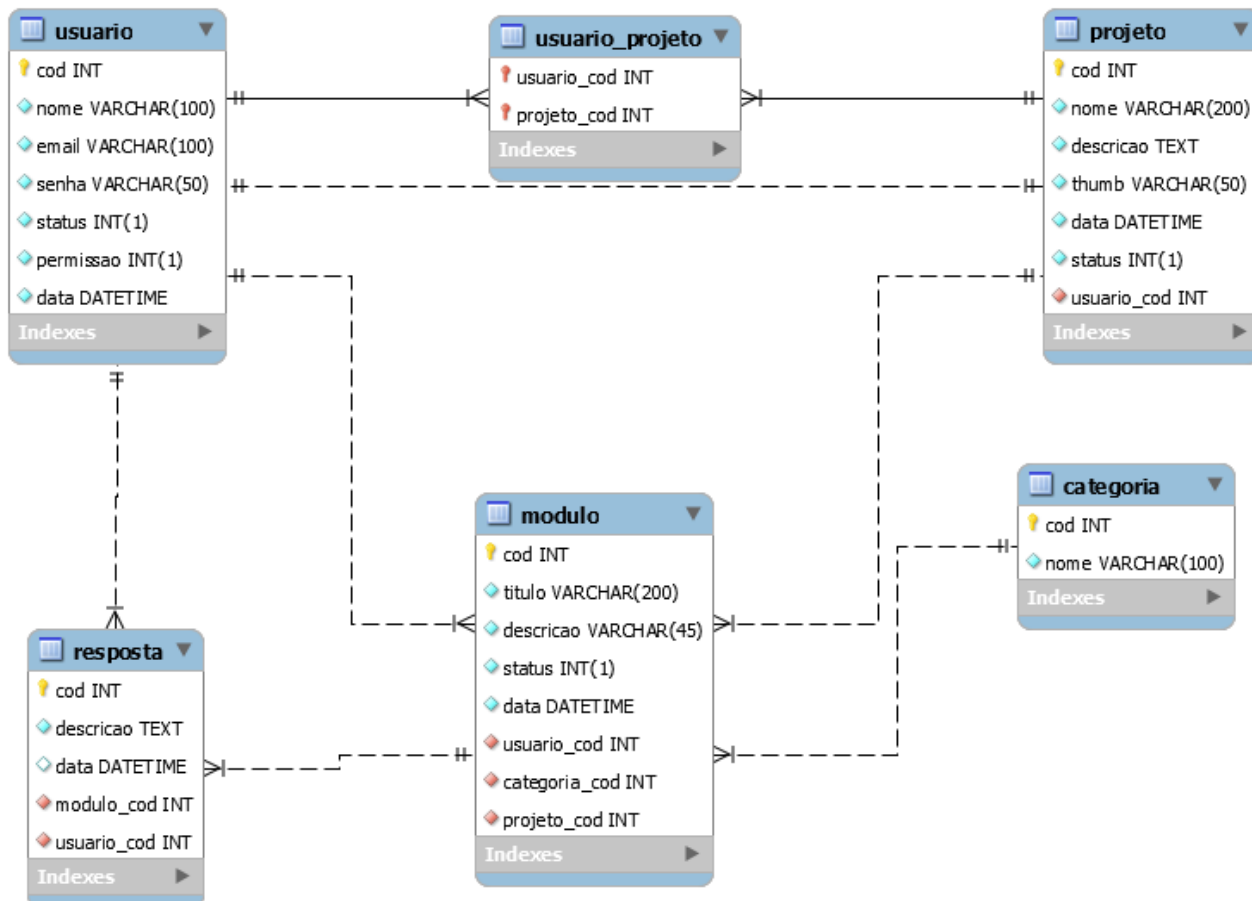 usuario
cod INT
nome VARCHAR(100)
email VARCHAR(100)
senha VARCHAR(50)
status INT(1)
permissao INT(1)
data DATETIME
Indexes
usuario_projeto
usuario_cod INT
projeto_cod INT
Indexes
projeto
cod INT
nome VARCHAR(200)
descricao TEXT
thumb VARCHAR(50)
data DATETIME
status INT(1)
usuario_cod INT
Indexes
modulo
cod INT
titulo VARCHAR(200)
descricao VARCHAR(45)
status INT(1)
data DATETIME
usuario_cod INT
categoria_cod INT
projeto_cod INT
Indexes
categoria
cod INT
nome VARCHAR(100)
Indexes
resposta
cod INT
descricao TEXT
data DATETIME
modulo_cod INT
usuario_cod INT
Indexes